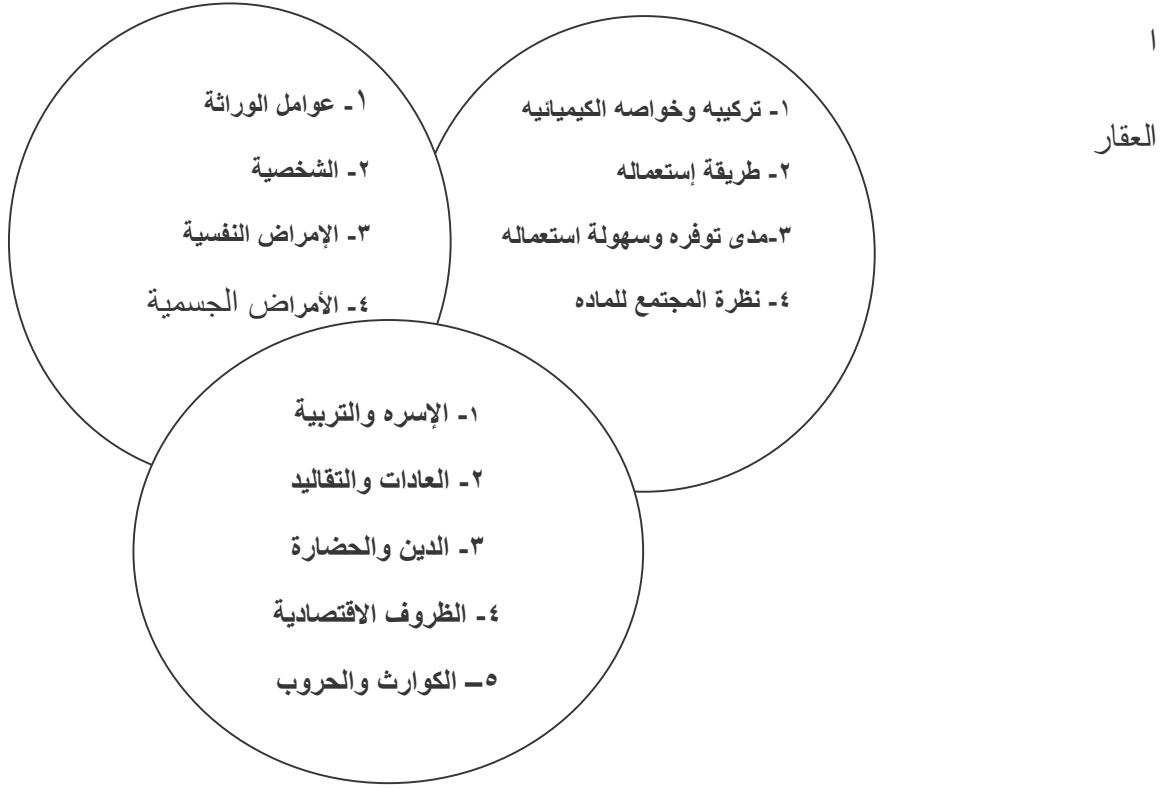 ا
العقار
١- تركيبه وخواصه الكيميائيه
٢- طريقة إستعماله
٣-مدى توفره وسهولة استعماله
٤- نظرة المجتمع للماده
١- عوامل الوراثة
٢- الشخصية
٣- الإمراض النفسية
٤- الأمراض الجسمية
١- الإسره والتربية
٢- العادات والتقاليد
٣- الدين والحضارة
٤- الظروف الاقتصادية
٥– الكوارث والحروب